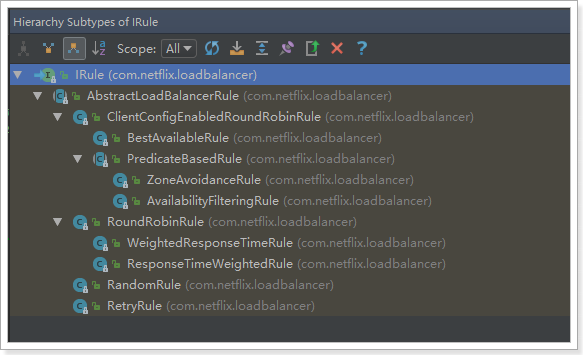 Hierarchy Subtypes of IRule
Scope: All
IRule (com.netflix.loadbalancer)
AbstractLoadBalancerRule (com.netflix.loadbalancer)
ClientConfigEnabledRoundRobinRule (com.netflix.loadbalancer)
BestAvailableRule (com.netflix.loadbalancer)
PredicateBasedRule (com.netflix.loadbalancer)
ZoneAvoidanceRule (com.netflix.loadbalancer)
AvailabilityFilteringRule (com.netflix.loadbalancer)
RoundRobinRule (com.netflix.loadbalancer)
WeightedResponseTimeRule (com.netflix.loadbalancer)
ResponseTimeWeightedRule (com.netflix.loadbalancer)
RandomRule (com.netflix.loadbalancer)
RetryRule (com.netflix.loadbalancer)